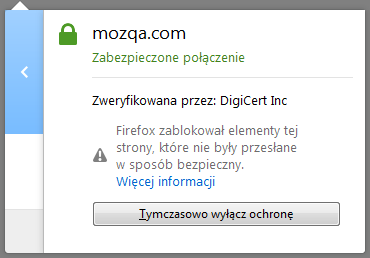 mozqa.com
Zabezpieczone połączenie
Zweryfikowana przez: DigiCert Inc
Firefox zablokował elementy tej
strony, które nie były przesłane
w sposób bezpieczny.
Więcej informacji
Tymczasowo wyłącz ochronę